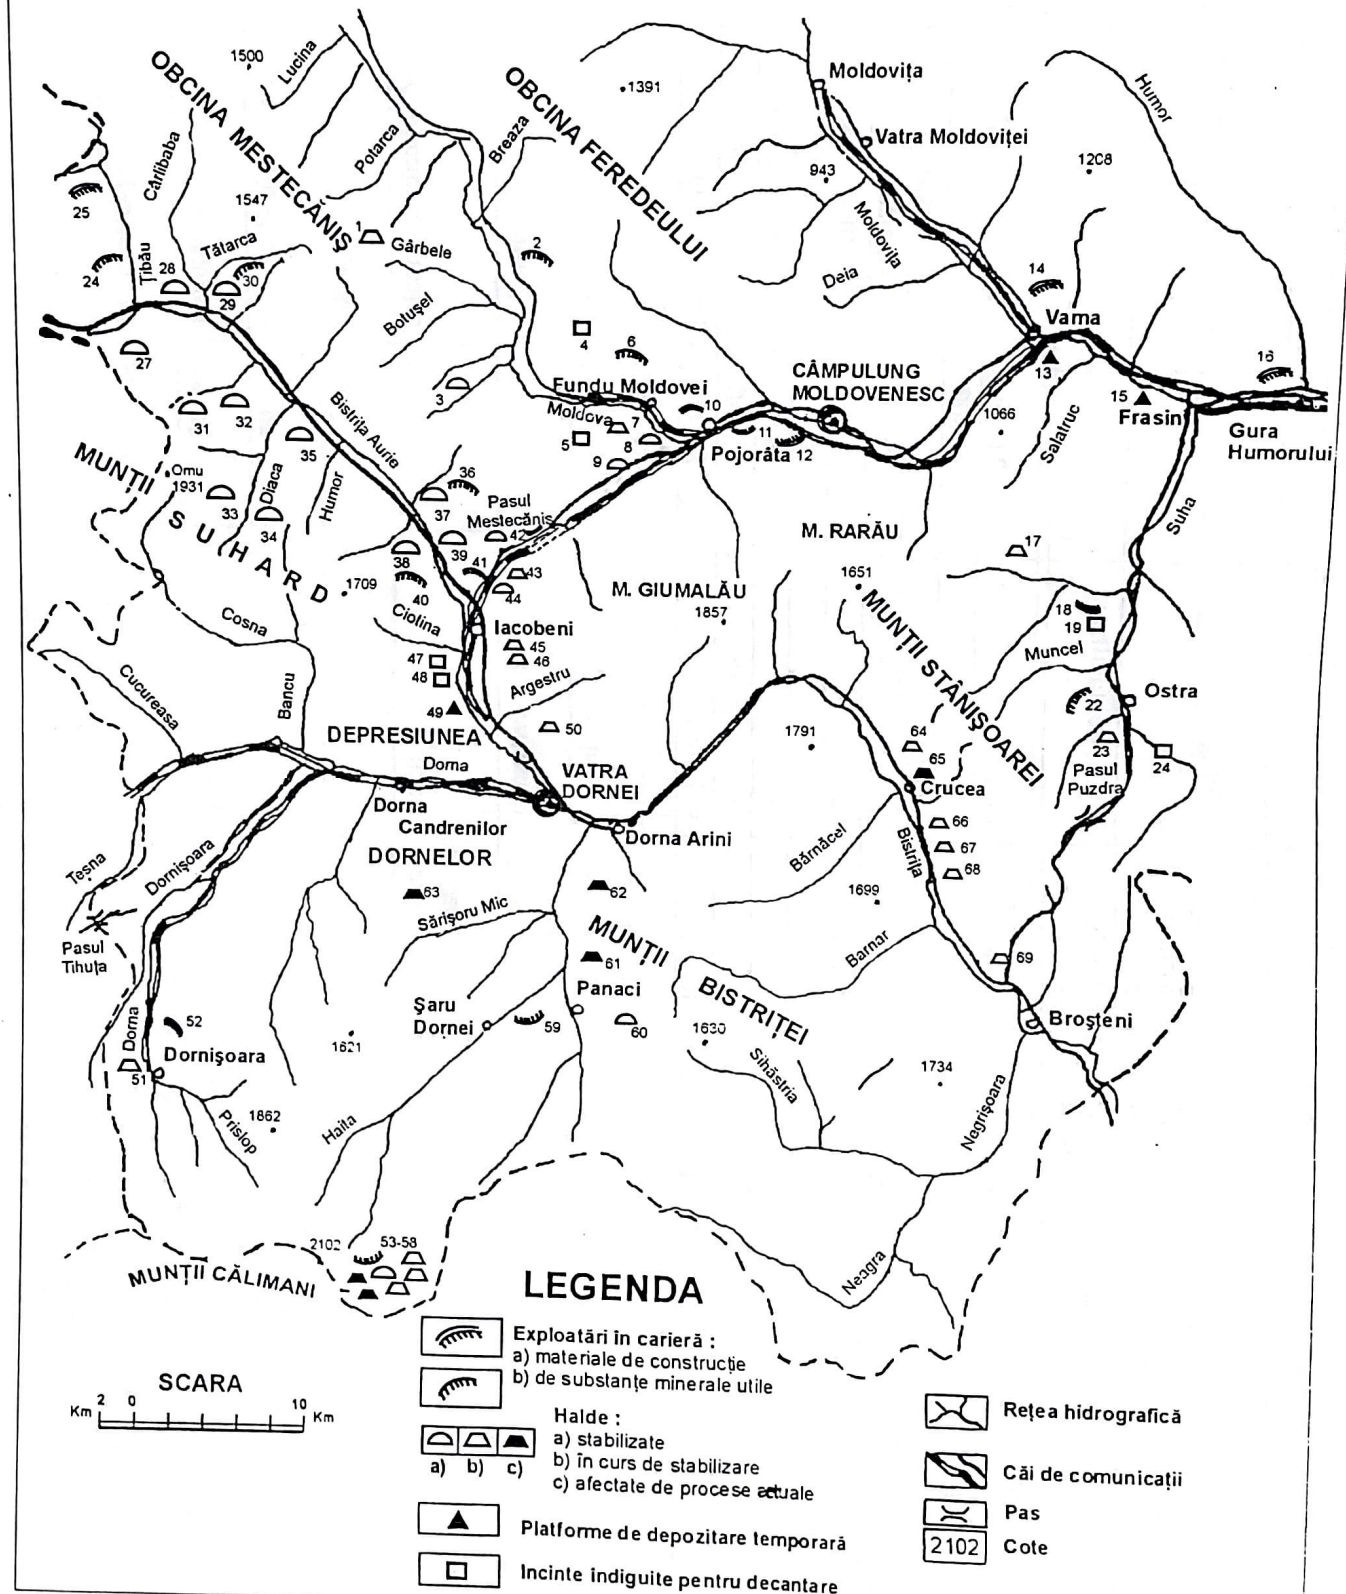 1500
Lucina
OBCINA MESTECĂNIȘ
OBCINA FEREDEULUI
1391
Moldovița
Humor
Potarca
Breaza
Vatra Moldoviței
Cârlibaba
943
1208
25
1547
1
Gârbele
2
Moldovița
Tătarca
24
Țibău
28
30
29
Deia
14
Botușel
Vama
4
6
27
CÂMPULUNG
MOLDOVENESC
13
16
3
Fundu Moldovei
10
15
Frasin
Moldova
7
1066
31
32
Bistrița Aurie
5
8
11
Salatruc
Gura
Humorului
9
Pojorâta
12
35
MUNȚII
SUHARD
Omu
1931
36
Pasul
Mestecăniș
33
Diaca
Humor
37
42
M. RARĂU
Suha
34
39
17
38
41
43
1709
40
44
M. GIUMALĂU
1857
1651
MUNȚII STÂNIȘOAREI
18
19
Cosna
Ciotina
Iacobeni
45
46
Muncel
47
48
Argestru
Cucureasa
Bancu
22
Ostra
49
50
64
23
24
DEPRESIUNEA
1791
65
Pasul
Puzdra
Dorna
VATRA
DORNEI
Crucea
Dorna
Candrenilor
66
Dorna Arini
67
Teșna
Dornișoara
DORNELOR
Bărnăcel
Bistrița
68
63
62
1699
Sărișoru Mic
Pasul
Tihuța
MUNȚII
BISTRIȚEI
Barnar
69
61
Panaci
Șaru
Dornei
59
60
Broșteni
52
Dorna
1621
1630
Dornișoara
Sihăstria
51
1734
Negrișoara
Prislop
1862
Haita
2102
53-58
MUNȚII CĂLIMANI
Neagra
LEGENDA
Exploatări în carieră :
a) materiale de construcție
b) de substanțe minerale utile
SCARA
Km 2 0 10 Km
Halde :
a) stabilizate
b) în curs de stabilizare
c) afectate de procese actuale
a) b) c)
Platforme de depozitare temporară
Incinte indiguite pentru decantare
Rețea hidrografică
Căi de comunicații
Pas
2102 Cote